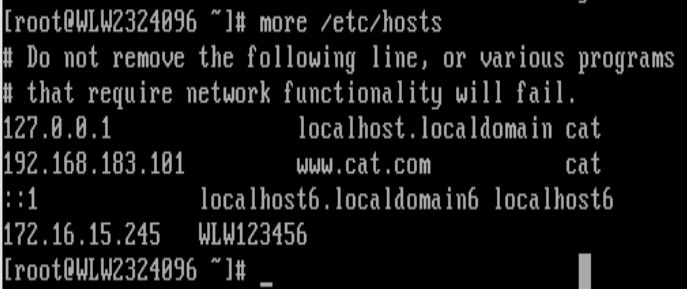 [root@WLW2324096 ~]# more /etc/hosts
# Do not remove the following line, or various programs
# that require network functionality will fail.
127.0.0.1 localhost.localdomain cat
192.168.183.101 www.cat.com cat
::1 localhost6.localdomain6 localhost6
172.16.15.245 WLW123456
[root@WLW2324096 ~]# _